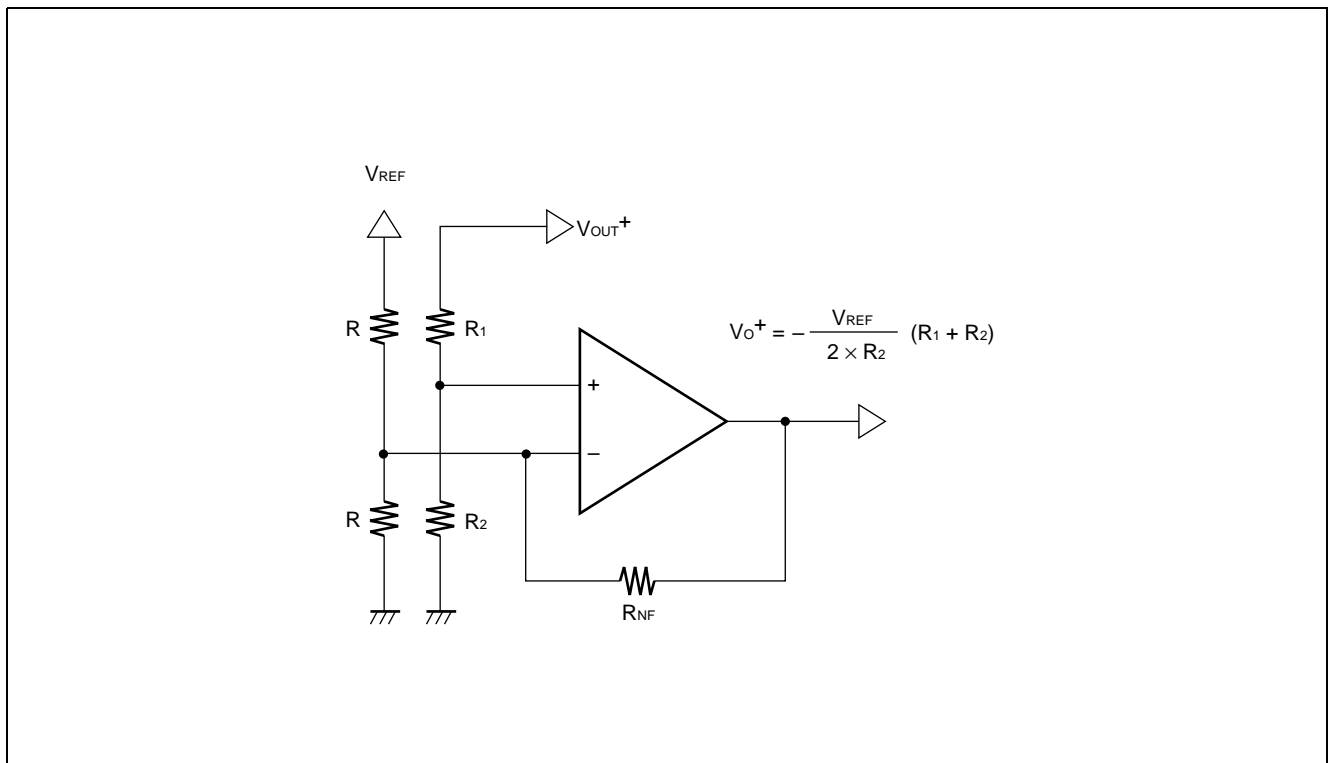 VREF
VOUT+
R
R1
VO+ = – VREF / 2 × R2 (R1 + R2)
+
–
R
R2
RNF